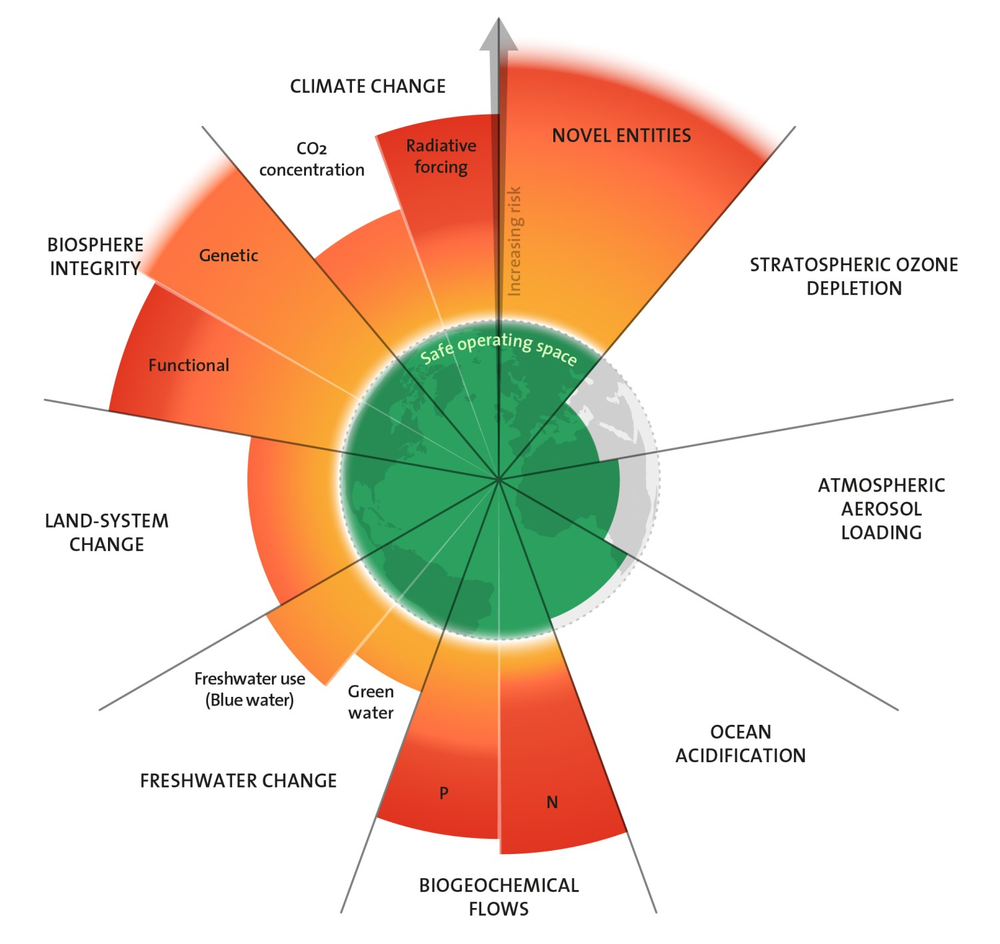 CLIMATE CHANGE
CO2
concentration
Radiative
forcing
NOVEL ENTITIES
Increasing risk
STRATOSPHERIC OZONE
DEPLETION
BIOSPHERE
INTEGRITY
Genetic
Functional
Safe operating space
ATMOSPHERIC
AEROSOL
LOADING
LAND-SYSTEM
CHANGE
Freshwater use
(Blue water)
Green
water
FRESHWATER CHANGE
P
N
OCEAN
ACIDIFICATION
BIOGEOCHEMICAL
FLOWS